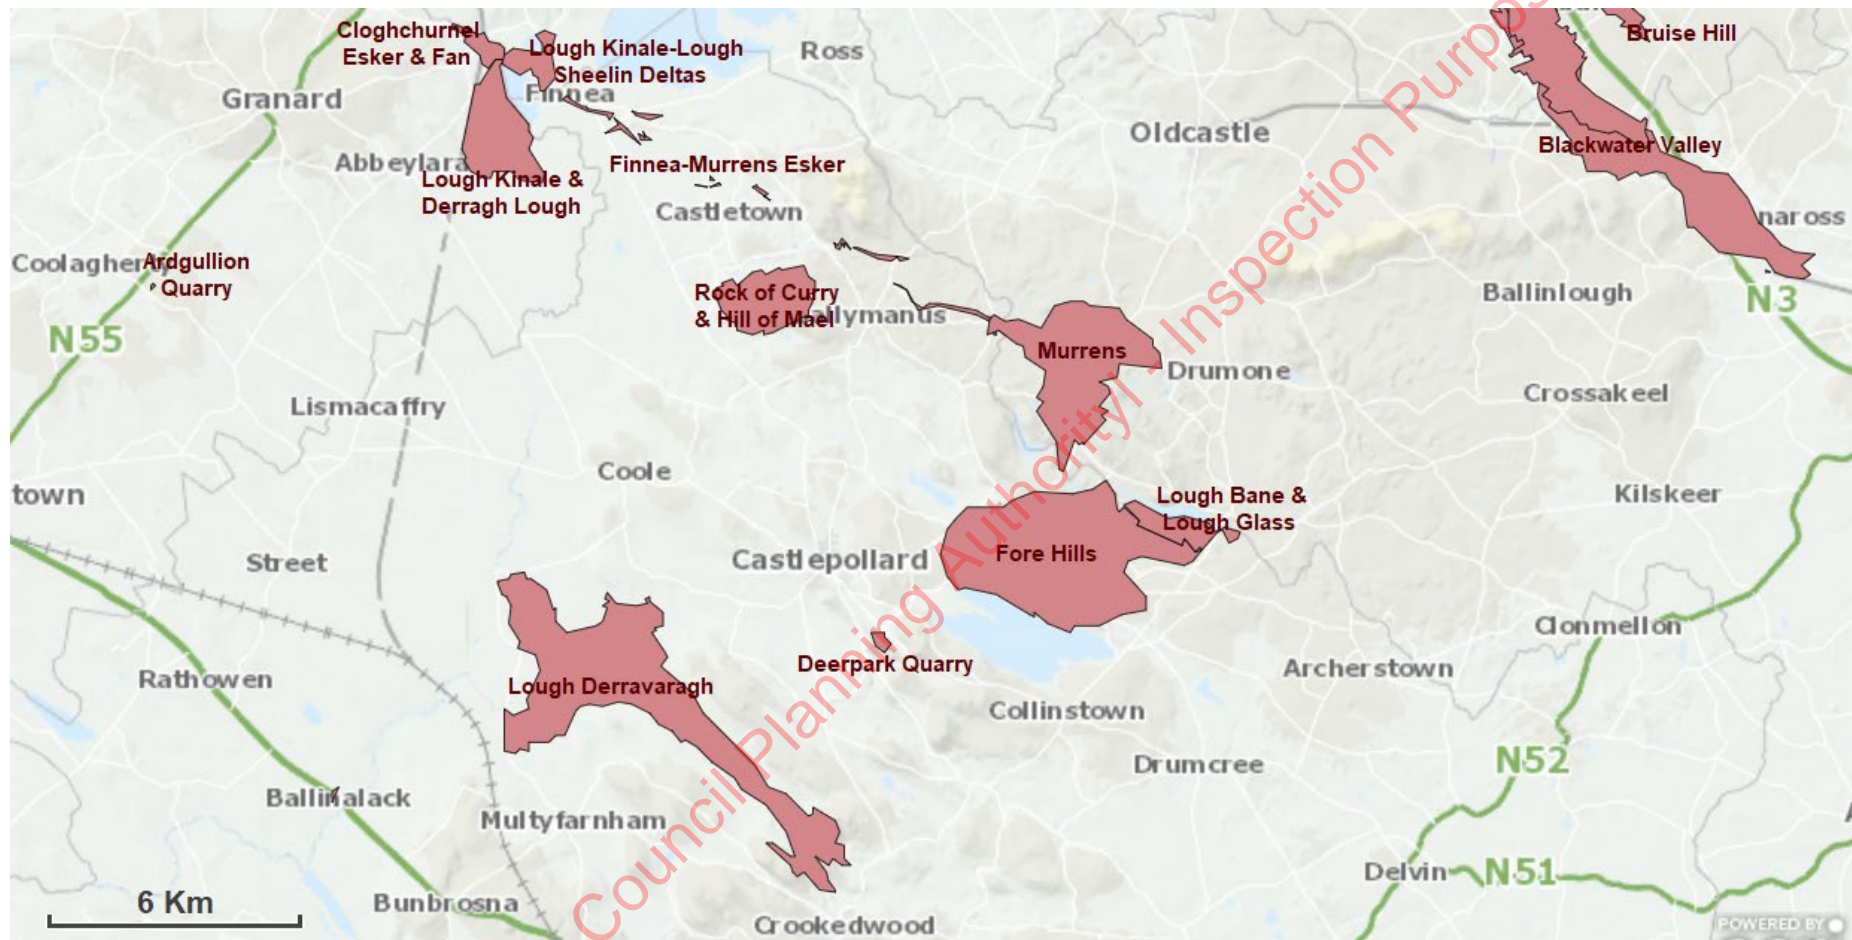 Cloghchurnel
Esker & Fan
Lough Kinale-Lough
Sheelin Deltas
Ross
Bruise Hill
Granard
Finnea
Oldcastle
Blackwater Valley
Abbeylara
Finnea-Murrens Esker
Lough Kinale &
Derragh Lough
Castletown
naross
Ardgullion
Quarry
Rock of Curry
& Hill of Mael
Ballinlough
N3
N55
Murrens
Drumone
Crossakeel
Lismacaffry
Coole
town
Lough Bane &
Lough Glass
Kilskeer
Street
Castlepollard
Fore Hills
Clonmellon
Deerpark Quarry
Archerstown
Rathowen
Lough Derravaragh
Collinstown
N52
Drumcree
Ballinalack
Multyfarnham
Delvin
N51
6 Km
Bunbrosna
Crookedwood
POWERED BY
Council Planning Authority! - Inspection Purpos